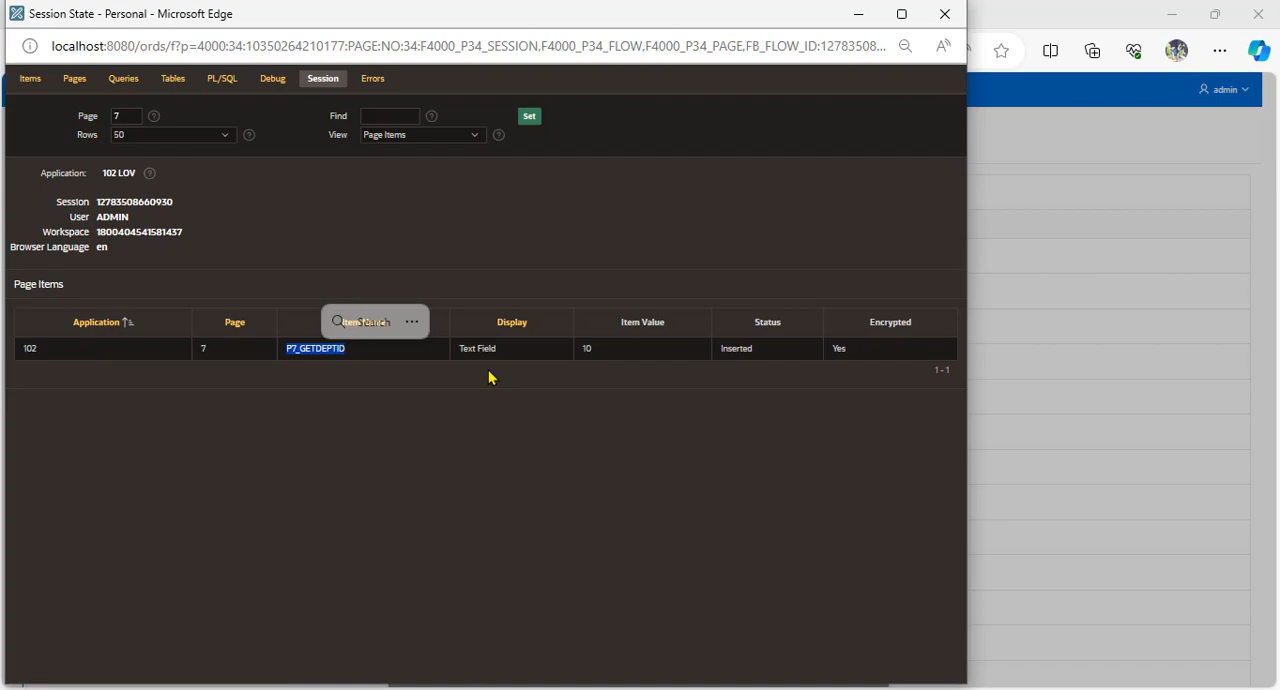 Session State - Personal - Microsoft Edge
localhost:8080/ords/f?p=4000:34:10350264210177:PAGE:NO:34:F4000_P34_SESSION,F4000_P34_FLOW,F4000_P34_PAGE,FB_FLOW_ID:12783508...
admin
Items Pages Queries Tables PL/SQL Debug Session Errors
Page 7 Find Set
Rows 50 View Page Items
Application: 102 LOV
Session 12783508660930
User ADMIN
Workspace 1800404541581437
Browser Language en
Page Items
Application Page Item Name Display Item Value Status Encrypted
Search ...
102 7 P7_GETDEPTID Text Field 10 Inserted Yes
1 - 1